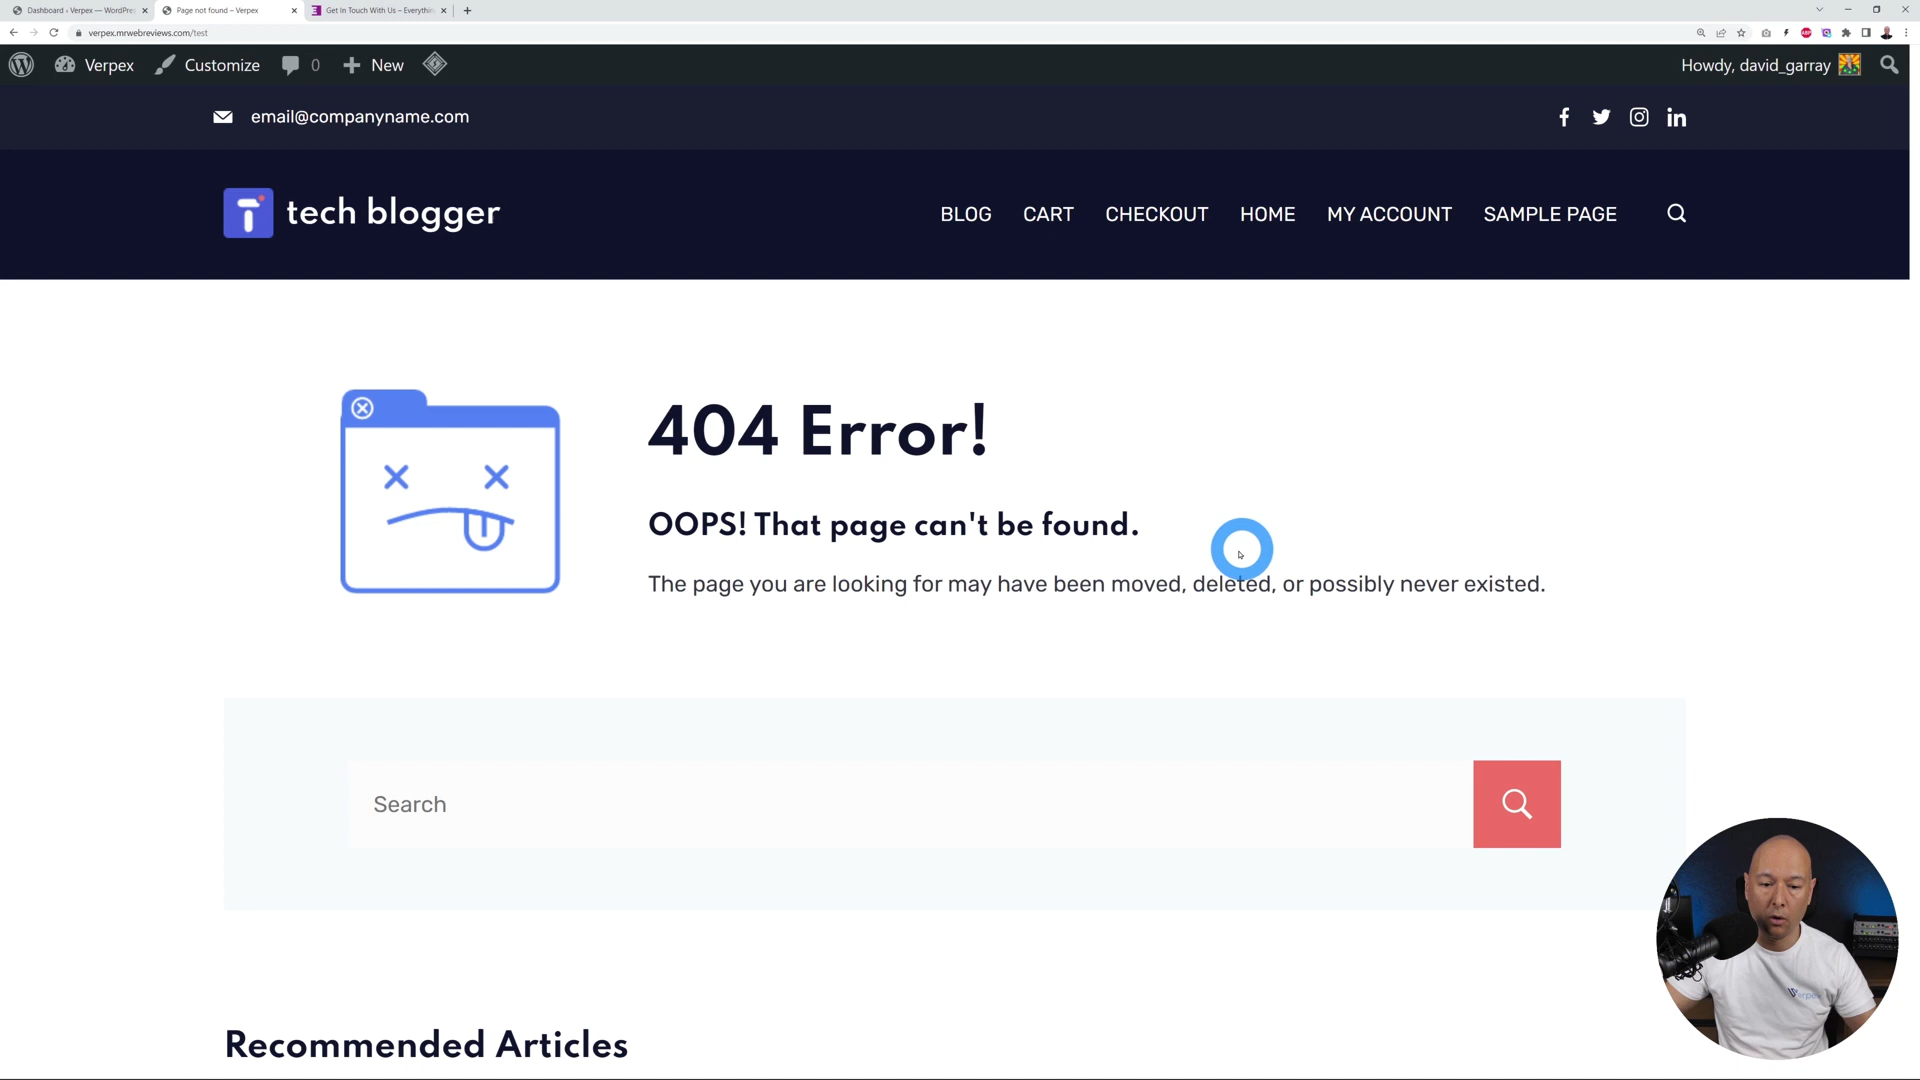 Dashboard ‹ Verpex — WordPre
Page not found – Verpex
Get In Touch With Us – Everythin
verpex.mrwebreviews.com/test
Verpex
Customize
0
New
Howdy, david_garray
email@companyname.com
tech blogger
BLOG
CART
CHECKOUT
HOME
MY ACCOUNT
SAMPLE PAGE
404 Error!
OOPS! That page can't be found.
The page you are looking for may have been moved, deleted, or possibly never existed.
Search
Recommended Articles